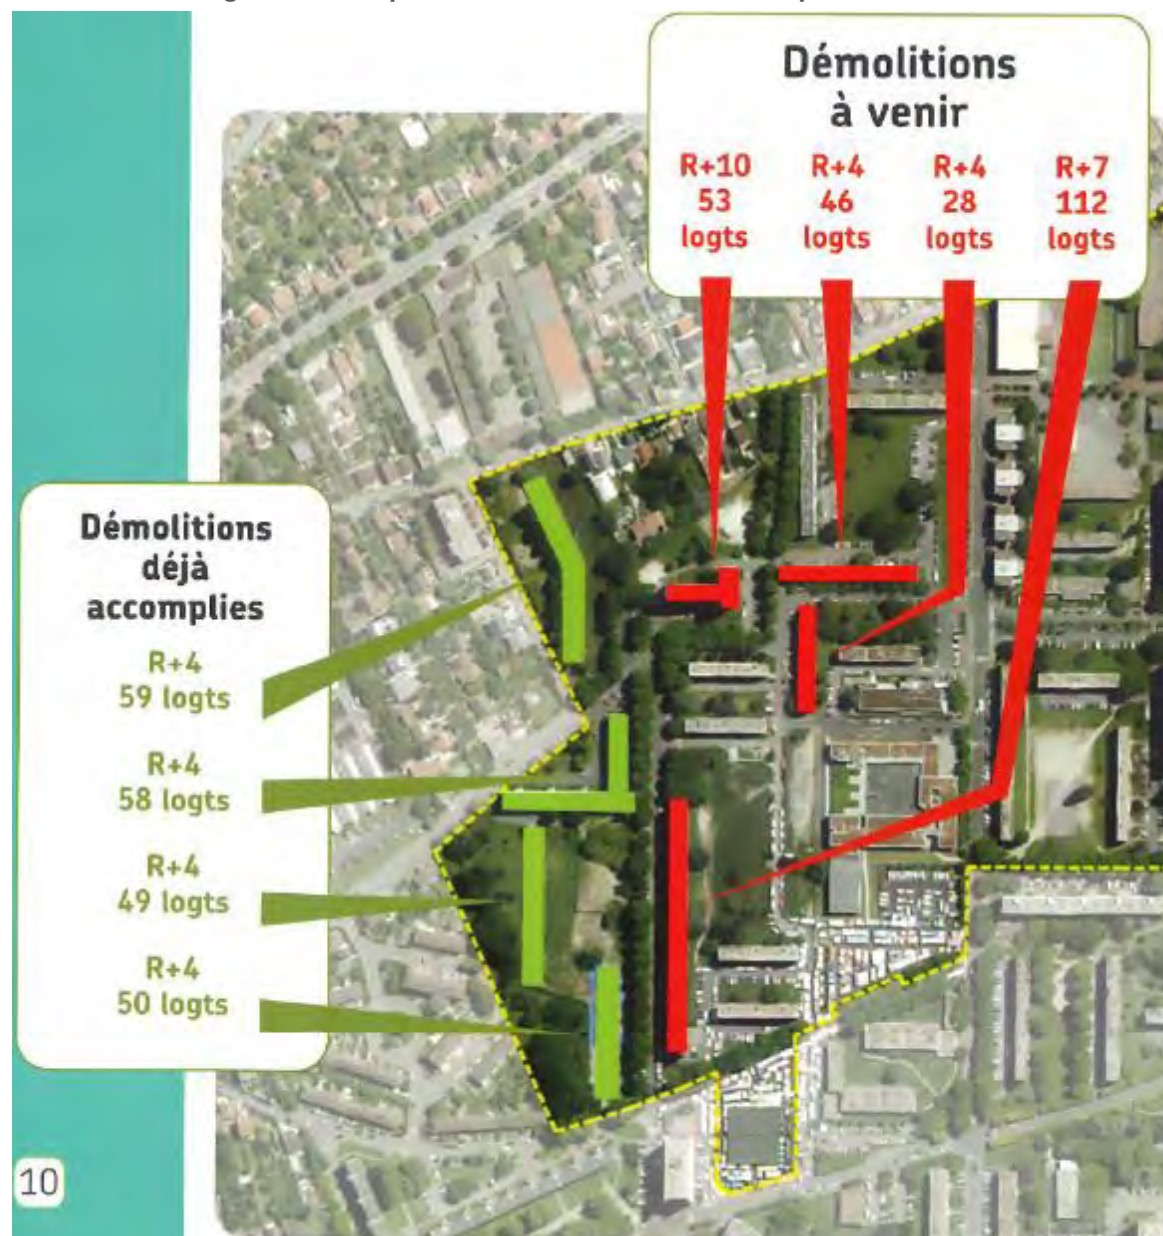 Démolitions
à venir
R+10
53
logts
R+4
46
logts
R+4
28
logts
R+7
112
logts
Démolitions
déjà
accomplies
R+4
59 logts
R+4
58 logts
R+4
49 logts
R+4
50 logts
10